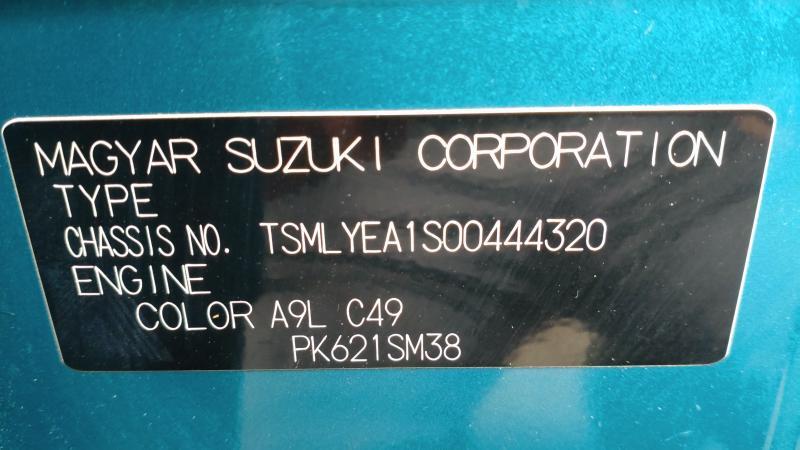 MAGYAR SUZUKI CORPORATION
TYPE
CHASSIS NO. TSMLYEA1S00444320
ENGINE
COLOR A9L C49
PK621SM38